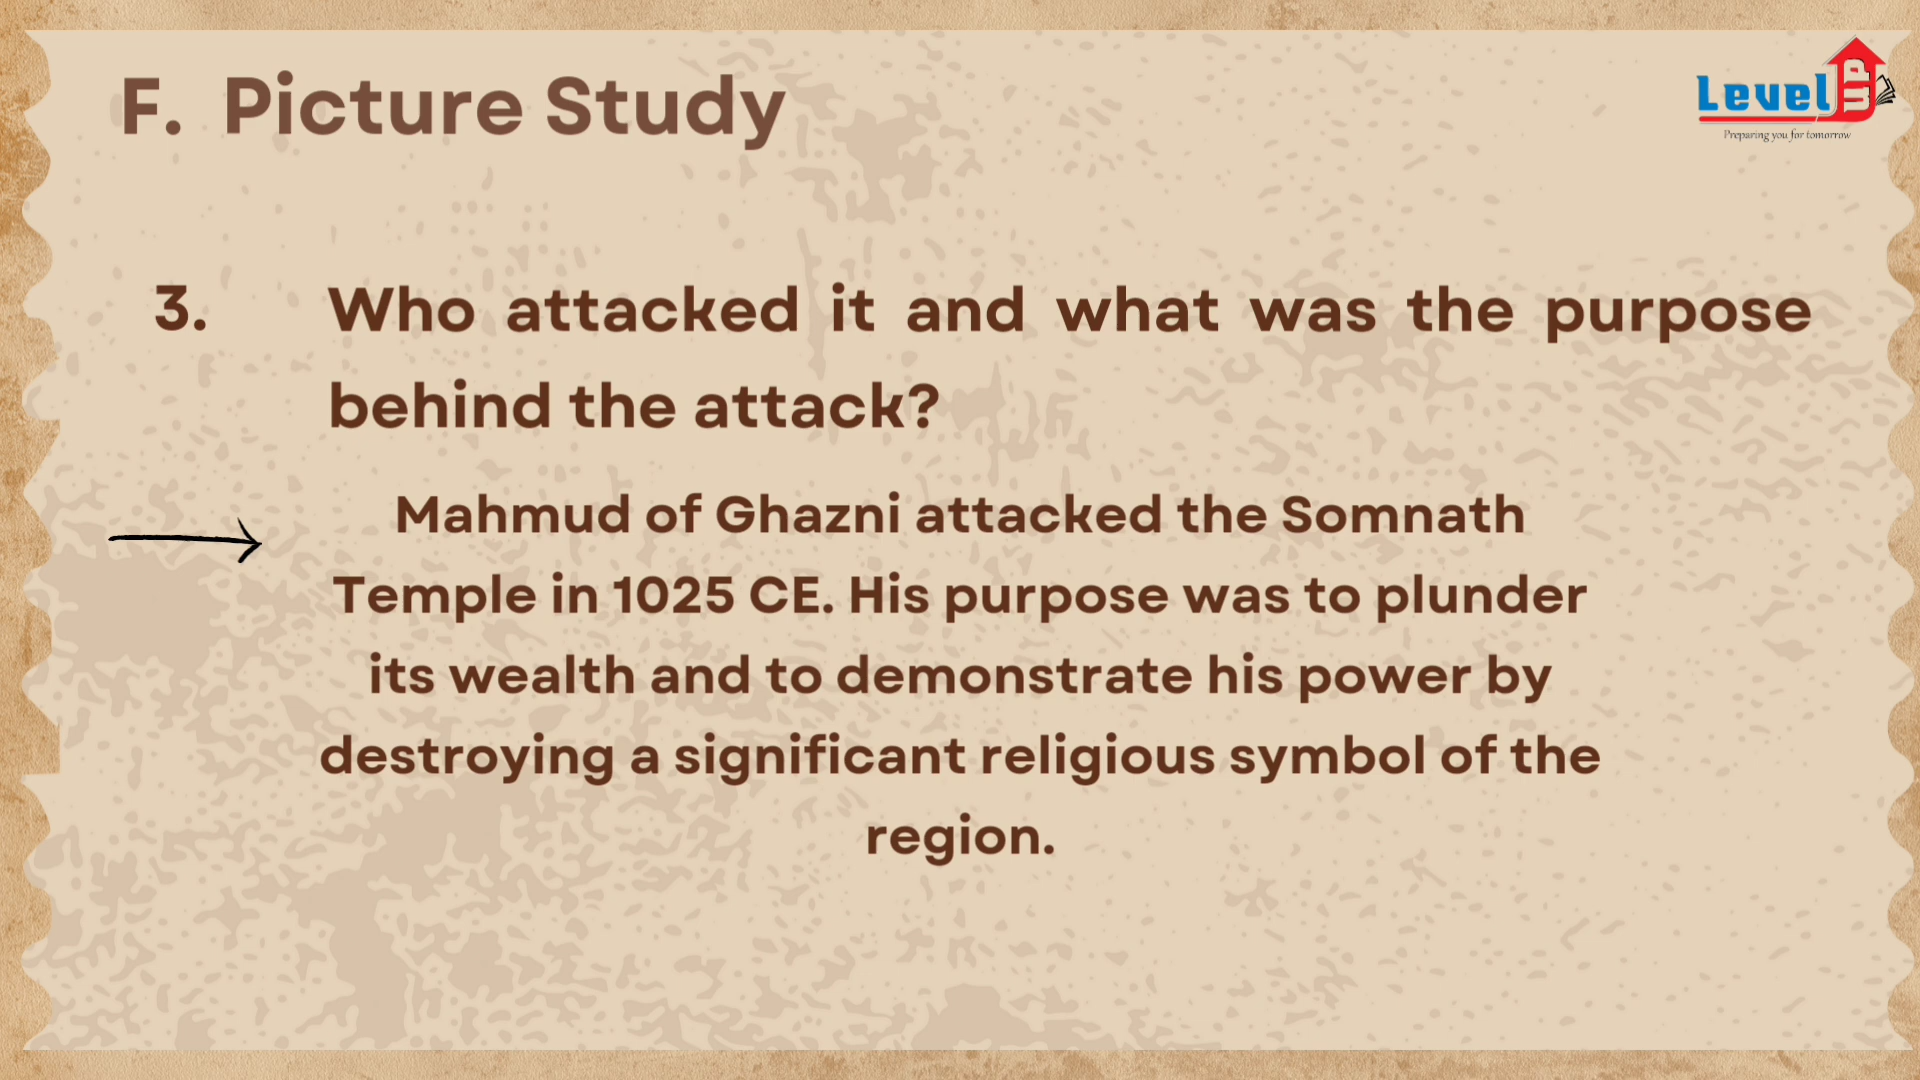 F. Picture Study
Level UP
Preparing you for tomorrow
3. Who attacked it and what was the purpose
behind the attack?
Mahmud of Ghazni attacked the Somnath
Temple in 1025 CE. His purpose was to plunder
its wealth and to demonstrate his power by
destroying a significant religious symbol of the
region.